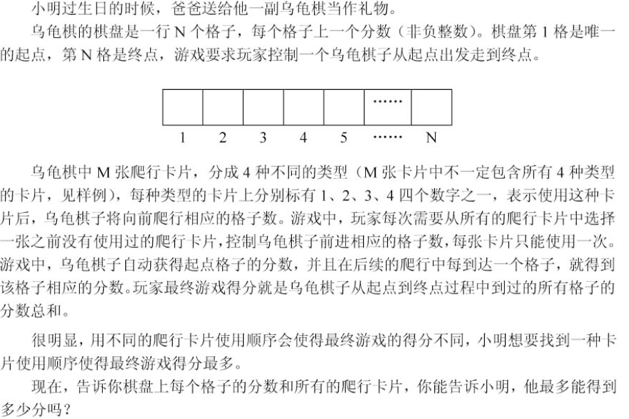 小明过生日的时候，爸爸送给他一副乌龟棋当作礼物。
乌龟棋的棋盘是一行 N 个格子，每个格子上一个分数（非负整数）。棋盘第 1 格是唯一
的起点，第 N 格是终点，游戏要求玩家控制一个乌龟棋子从起点出发走到终点。
……
1 2 3 4 5 …… N
乌龟棋中 M 张爬行卡片，分成 4 种不同的类型（M 张卡片中不一定包含所有 4 种类型
的卡片，见样例），每种类型的卡片上分别标有 1、2、3、4 四个数字之一，表示使用这种卡
片后，乌龟棋子将向前爬行相应的格子数。游戏中，玩家每次需要从所有的爬行卡片中选择
一张之前没有使用过的爬行卡片，控制乌龟棋子前进相应的格子数，每张卡片只能使用一次。
游戏中，乌龟棋子自动获得起点格子的分数，并且在后续的爬行中每到达一个格子，就得到
该格子相应的分数。玩家最终游戏得分就是乌龟棋子从起点到终点过程中到过的所有格子的
分数总和。
很明显，用不同的爬行卡片使用顺序会使得最终游戏的得分不同，小明想要找到一种卡
片使用顺序使得最终游戏得分最多。
现在，告诉你棋盘上每个格子的分数和所有的爬行卡片，你能告诉小明，他最多能得到
多少分吗？